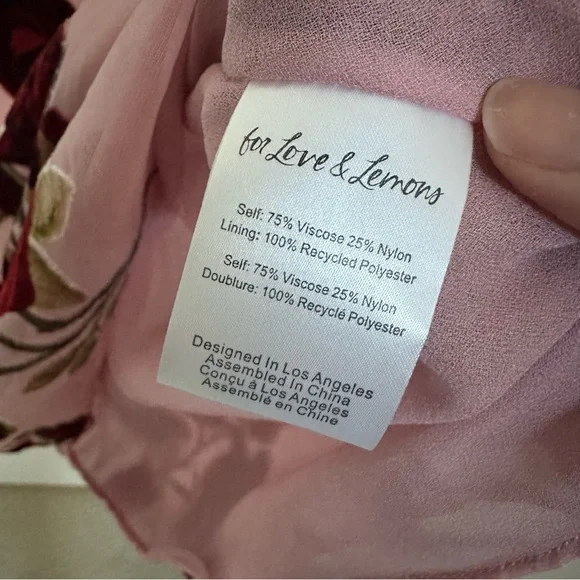 for Love & Lemons
Self: 75% Viscose 25% Nylon
Lining: 100% Recycled Polyester
Self: 75% Viscose 25% Nylon
Doublure: 100% Recyclé Polyester
Designed In Los Angeles
Assembled In China
Conçu à Los Angeles
Assemblé en Chine